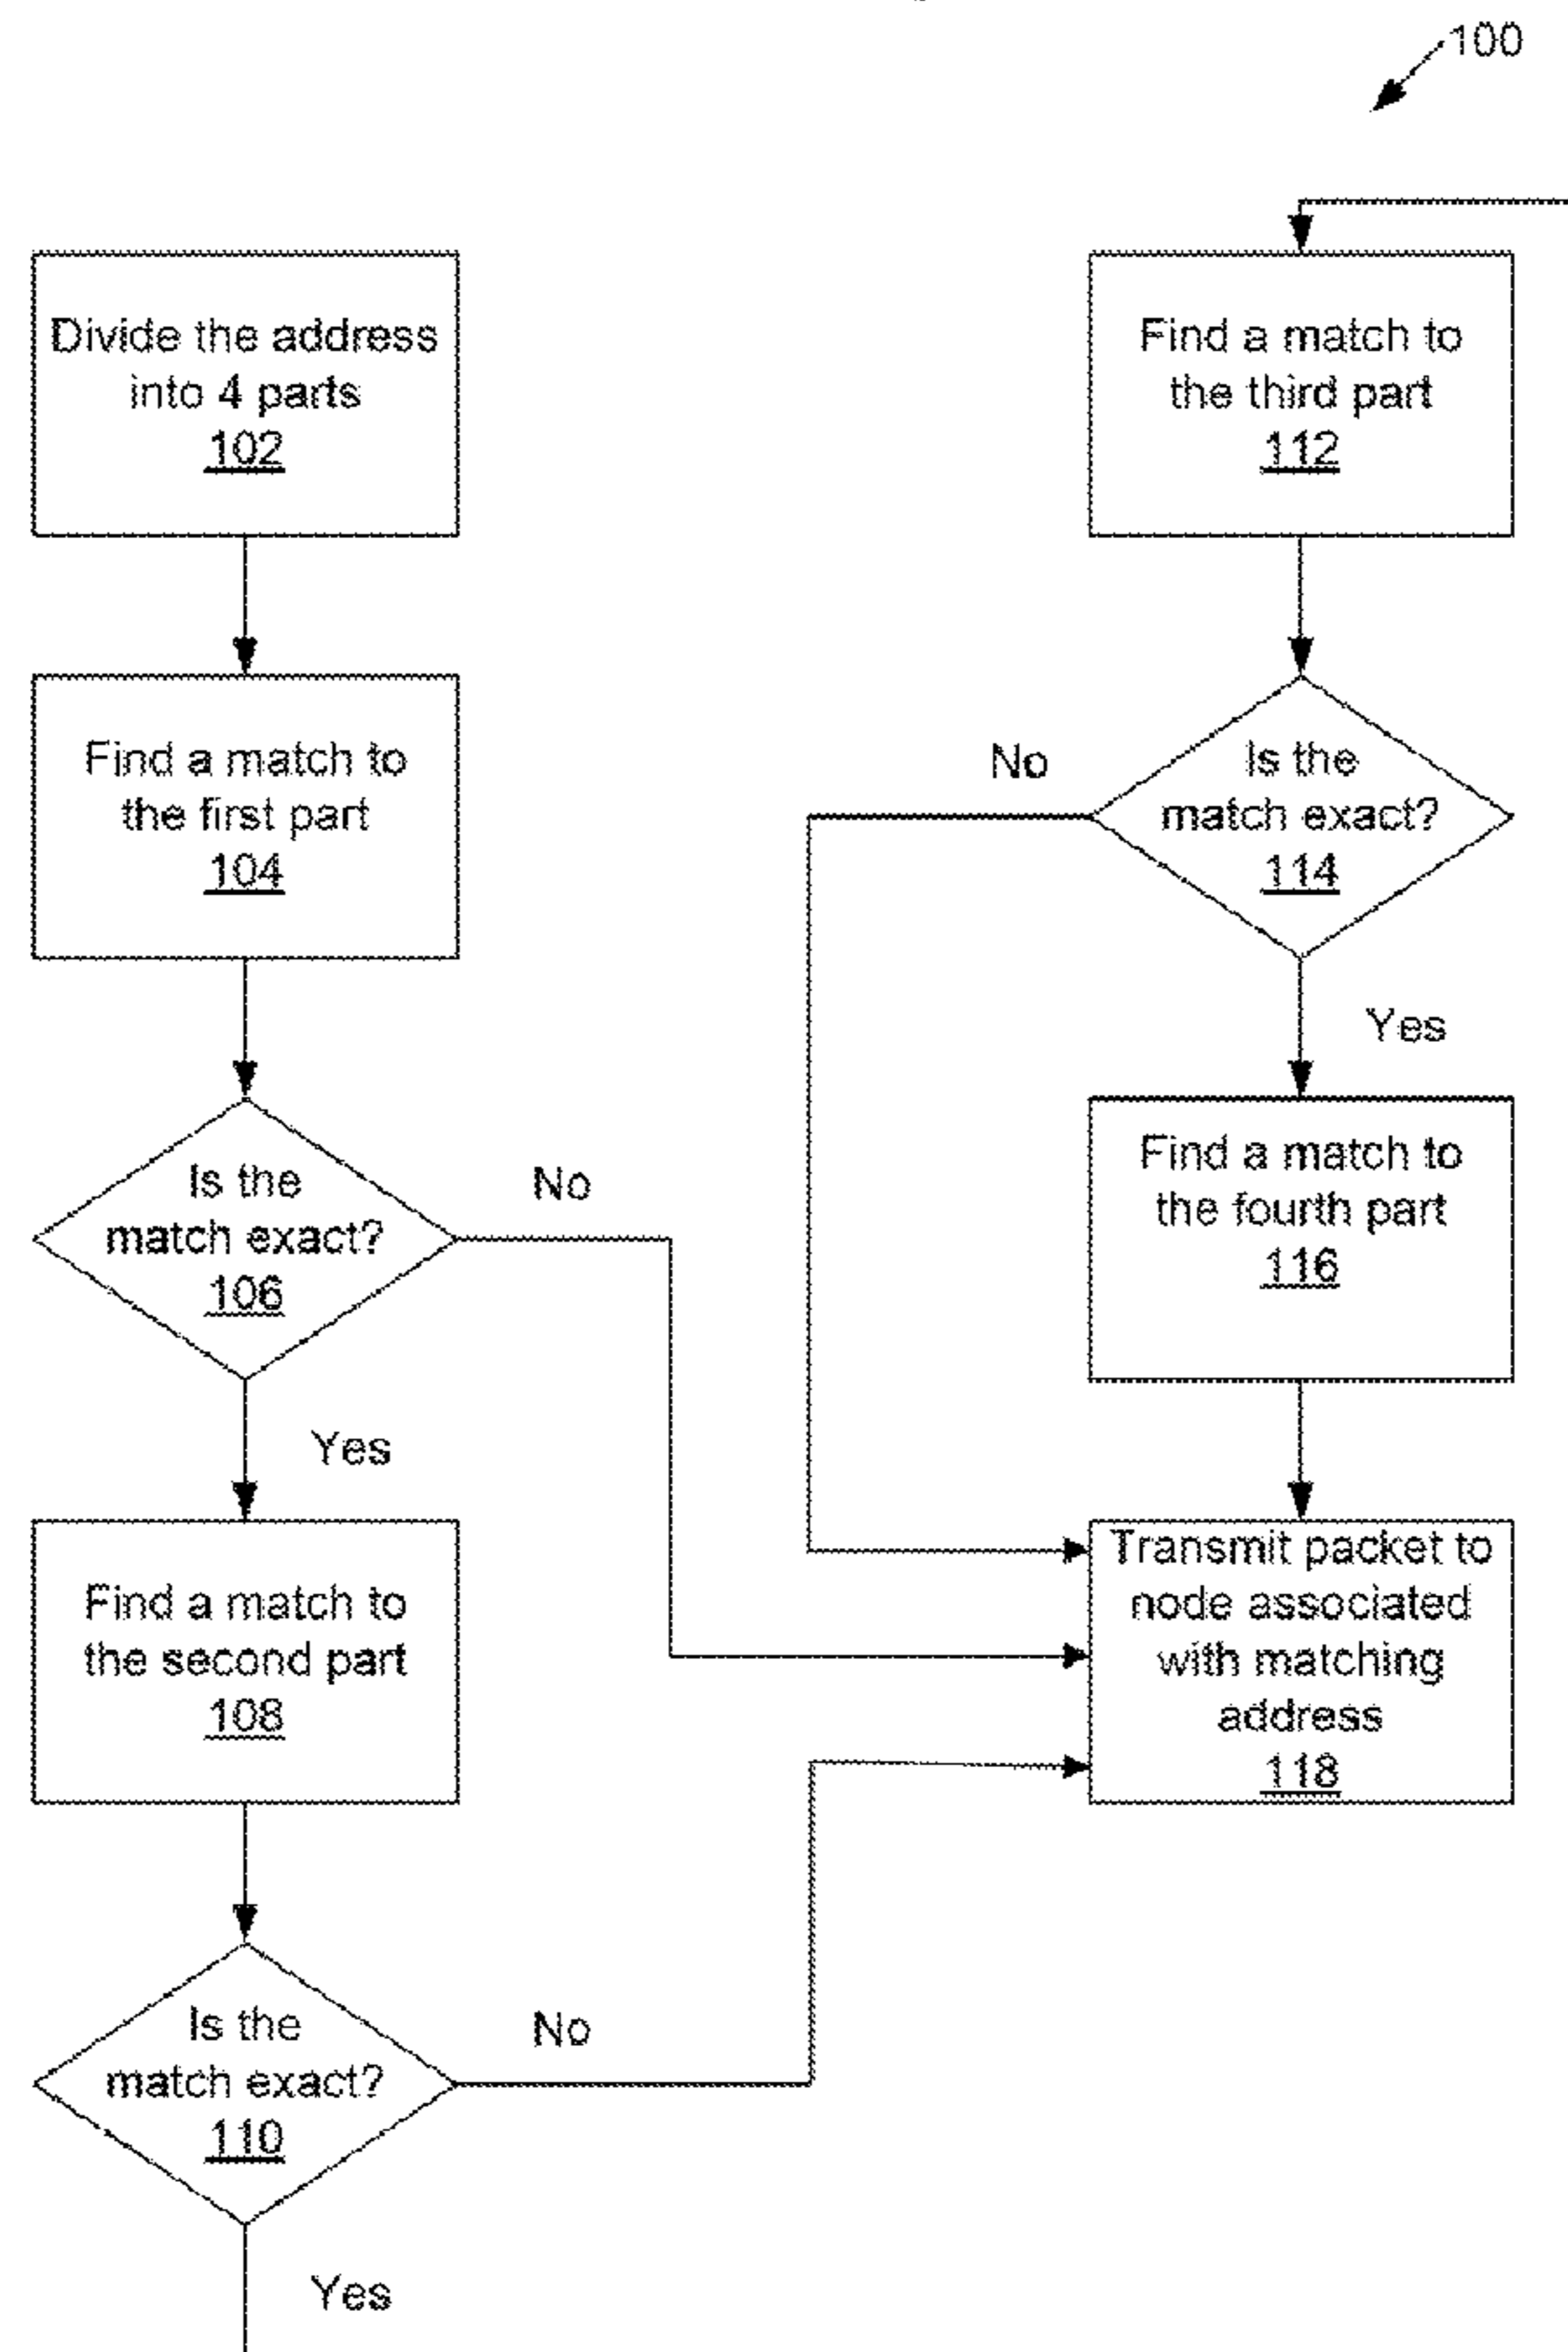 100
Divide the address
into 4 parts
102
Find a match to
the first part
104
Is the
match exact?
106
No
Yes
Find a match to
the second part
108
Is the
match exact?
110
No
Yes
Find a match to
the third part
112
Is the
match exact?
114
No
Yes
Find a match to
the fourth part
116
Transmit packet to
node associated
with matching
address
118